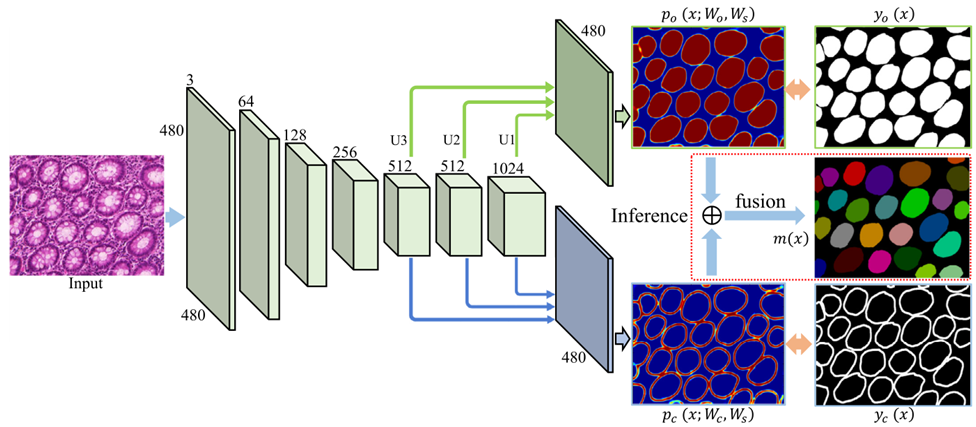 p_o (x; W_o, W_s)
y_o (x)
480
3
64
480
128
256
U3
U2
U1
512
512
1024
480
Input
Inference
fusion
m(x)
480
480
p_c (x; W_c, W_s)
y_c (x)